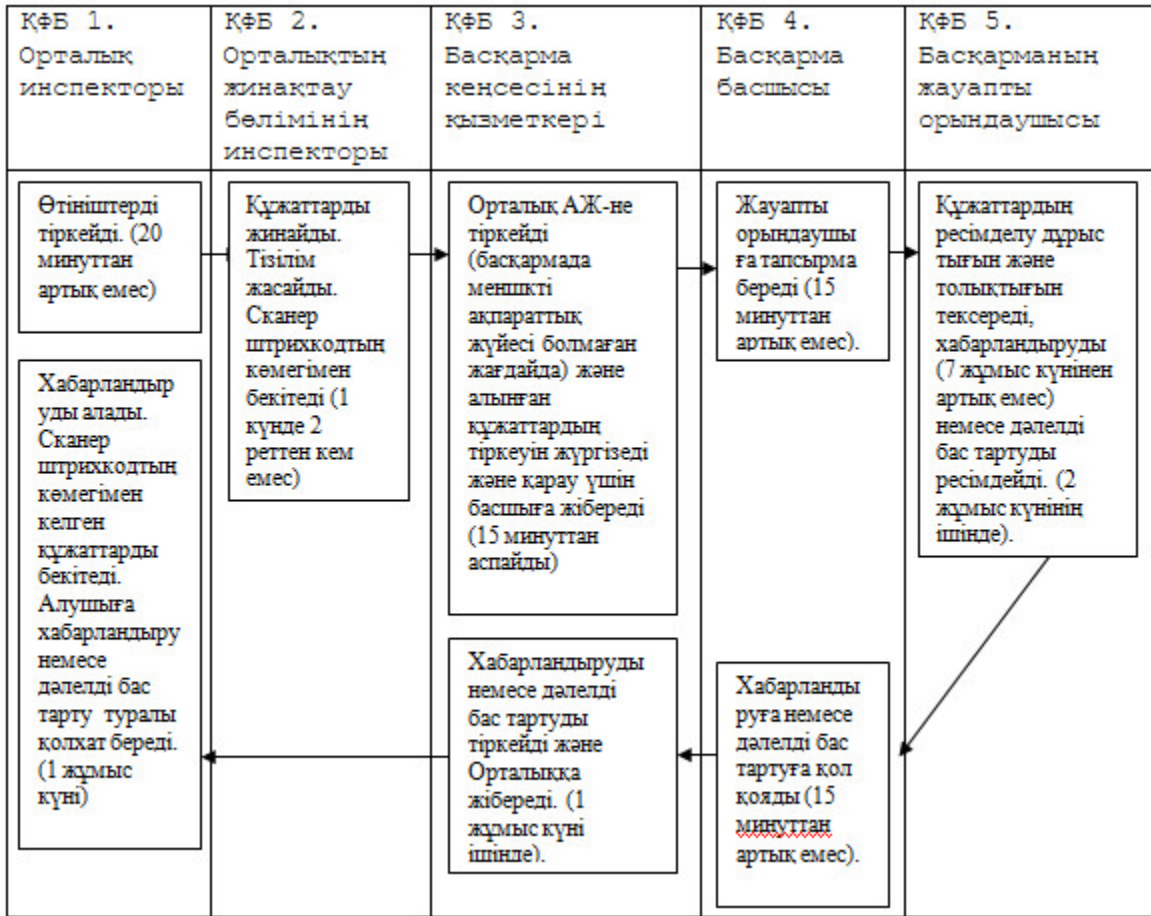 ҚФБ 1.
Орталық
инспекторы
ҚФБ 2.
Орталықтың
жинақтау
бөлімінің
инспекторы
ҚФБ 3.
Басқарма
кеңсесінің
қызметкері
ҚФБ 4.
Басқарма
басшысы
ҚФБ 5.
Басқарманың
жауапты
орындаушысы
Өтініштерді
тіркейді. (20
минуттан
артық емес)
Құжаттарды
жинайды.
Тізілім
жасайды.
Сканер
штрихкодтың
көмегімен
бекітеді (1
күнде 2
реттен кем
емес)
Орталық АЖ-не
тіркейді
(басқармада
меншкті
ақпараттық
жүйесі болмаған
жағдайда) және
алынған
құжаттардың
тіркеуін жүргізеді
және қарау үшін
басшыға жібереді
(15 минуттан
аспайды)
Жауапты
орындаушы
ға тапсырма
береді (15
минуттан
артық емес).
Құжаттардың
ресімделу дұрыс
тығын және
толықтығын
тексереді,
хабарландыруды
(7 жұмыс күнінен
артық емес)
немесе дәлелді
бас тартуды
ресімдейді. (2
жұмыс күнінің
ішінде).
Хабарландыр
уды алады.
Сканер
штрихкодтың
көмегімен
келген
құжаттарды
бекітеді.
Алушыға
хабарландыру
немесе
дәлелді бас
тарту туралы
қолхат береді.
(1 жұмыс
күні)
Хабарландыруды
немесе дәлелді
бас тартуды
тіркейді және
Орталыққа
жібереді. (1
жұмыс күні
ішінде).
Хабарланды
руға немесе
дәлелді бас
тартуға қол
қояды (15
минуттан
артық емес).